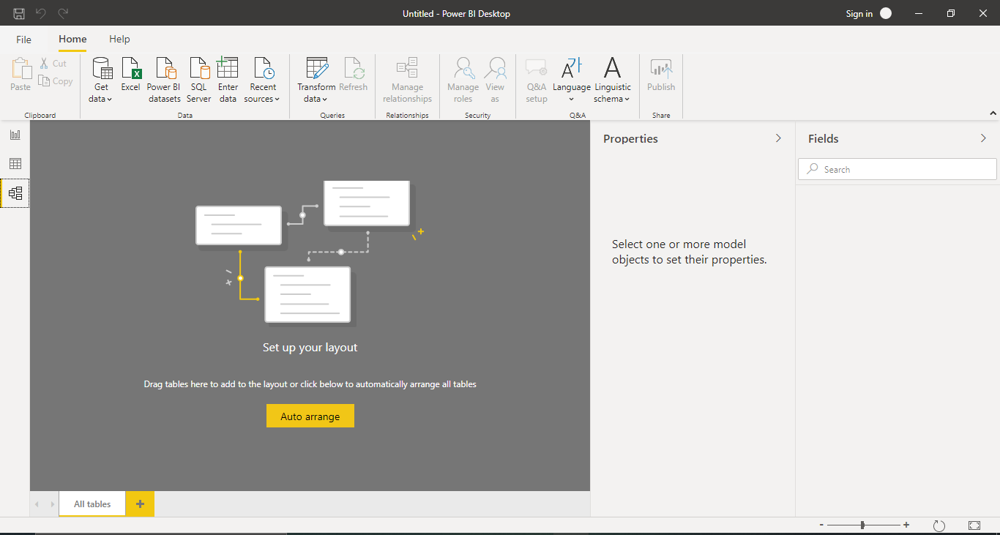 Untitled - Power BI Desktop
Sign in
File
Home
Help
Paste
Cut
Copy
Clipboard
Get
data
Excel
Power BI
datasets
SQL
Server
Enter
data
Recent
sources
Data
Transform
data
Refresh
Queries
Manage
relationships
Relationships
Manage
roles
View
as
Security
Q&A
setup
Language
Linguistic
schema
Q&A
Publish
Share
Set up your layout
Drag tables here to add to the layout or click below to automatically arrange all tables
Auto arrange
Properties
Select one or more model
objects to set their properties.
Fields
Search
All tables
+
- +